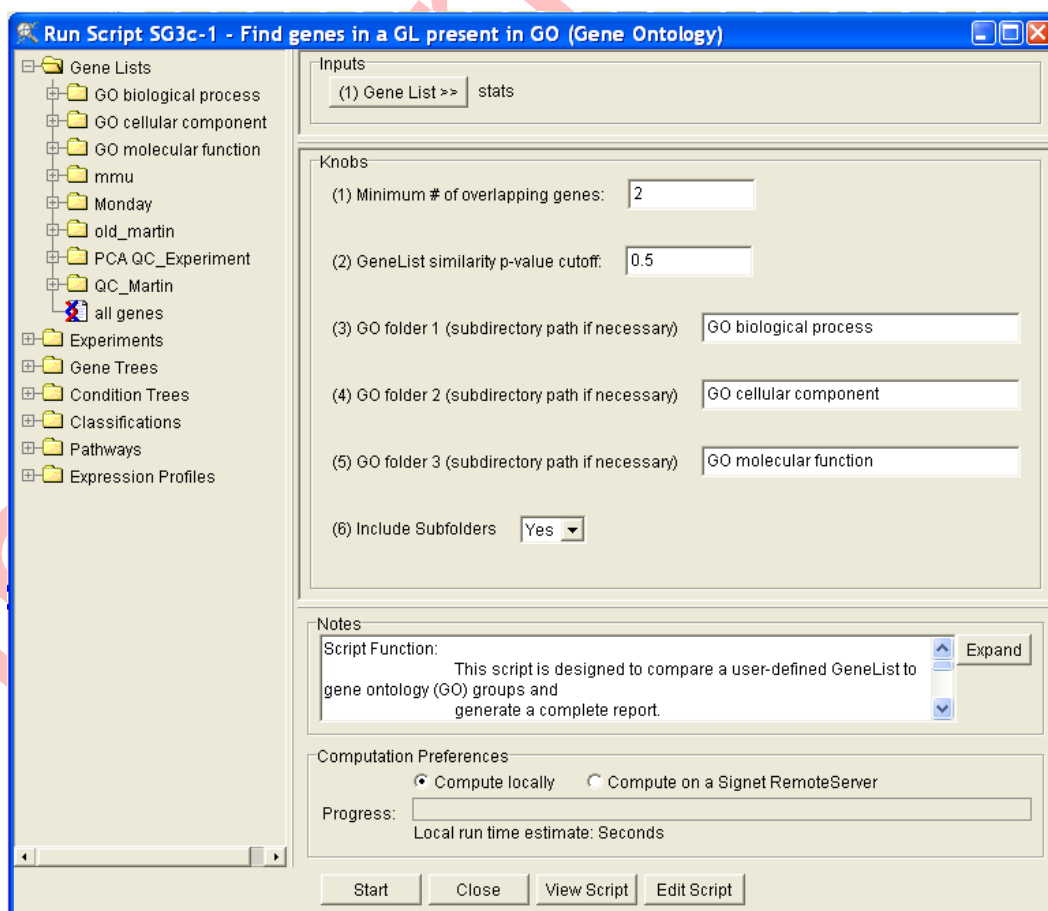 Run Script SG3c-1 - Find genes in a GL present in GO (Gene Ontology)
Gene Lists
GO biological process
GO cellular component
GO molecular function
mmu
Monday
old_martin
PCA QC_Experiment
QC_Martin
all genes
Experiments
Gene Trees
Condition Trees
Classifications
Pathways
Expression Profiles
Inputs
(1) Gene List >> stats
Knobs
(1) Minimum # of overlapping genes: 2
(2) GeneList similarity p-value cutoff: 0.5
(3) GO folder 1 (subdirectory path if necessary) GO biological process
(4) GO folder 2 (subdirectory path if necessary) GO cellular component
(5) GO folder 3 (subdirectory path if necessary) GO molecular function
(6) Include Subfolders Yes
Notes
Script Function:
This script is designed to compare a user-defined GeneList to
gene ontology (GO) groups and
generate a complete report.
Expand
Computation Preferences
Compute locally Compute on a Signet RemoteServer
Progress:
Local run time estimate: Seconds
Start Close View Script Edit Script